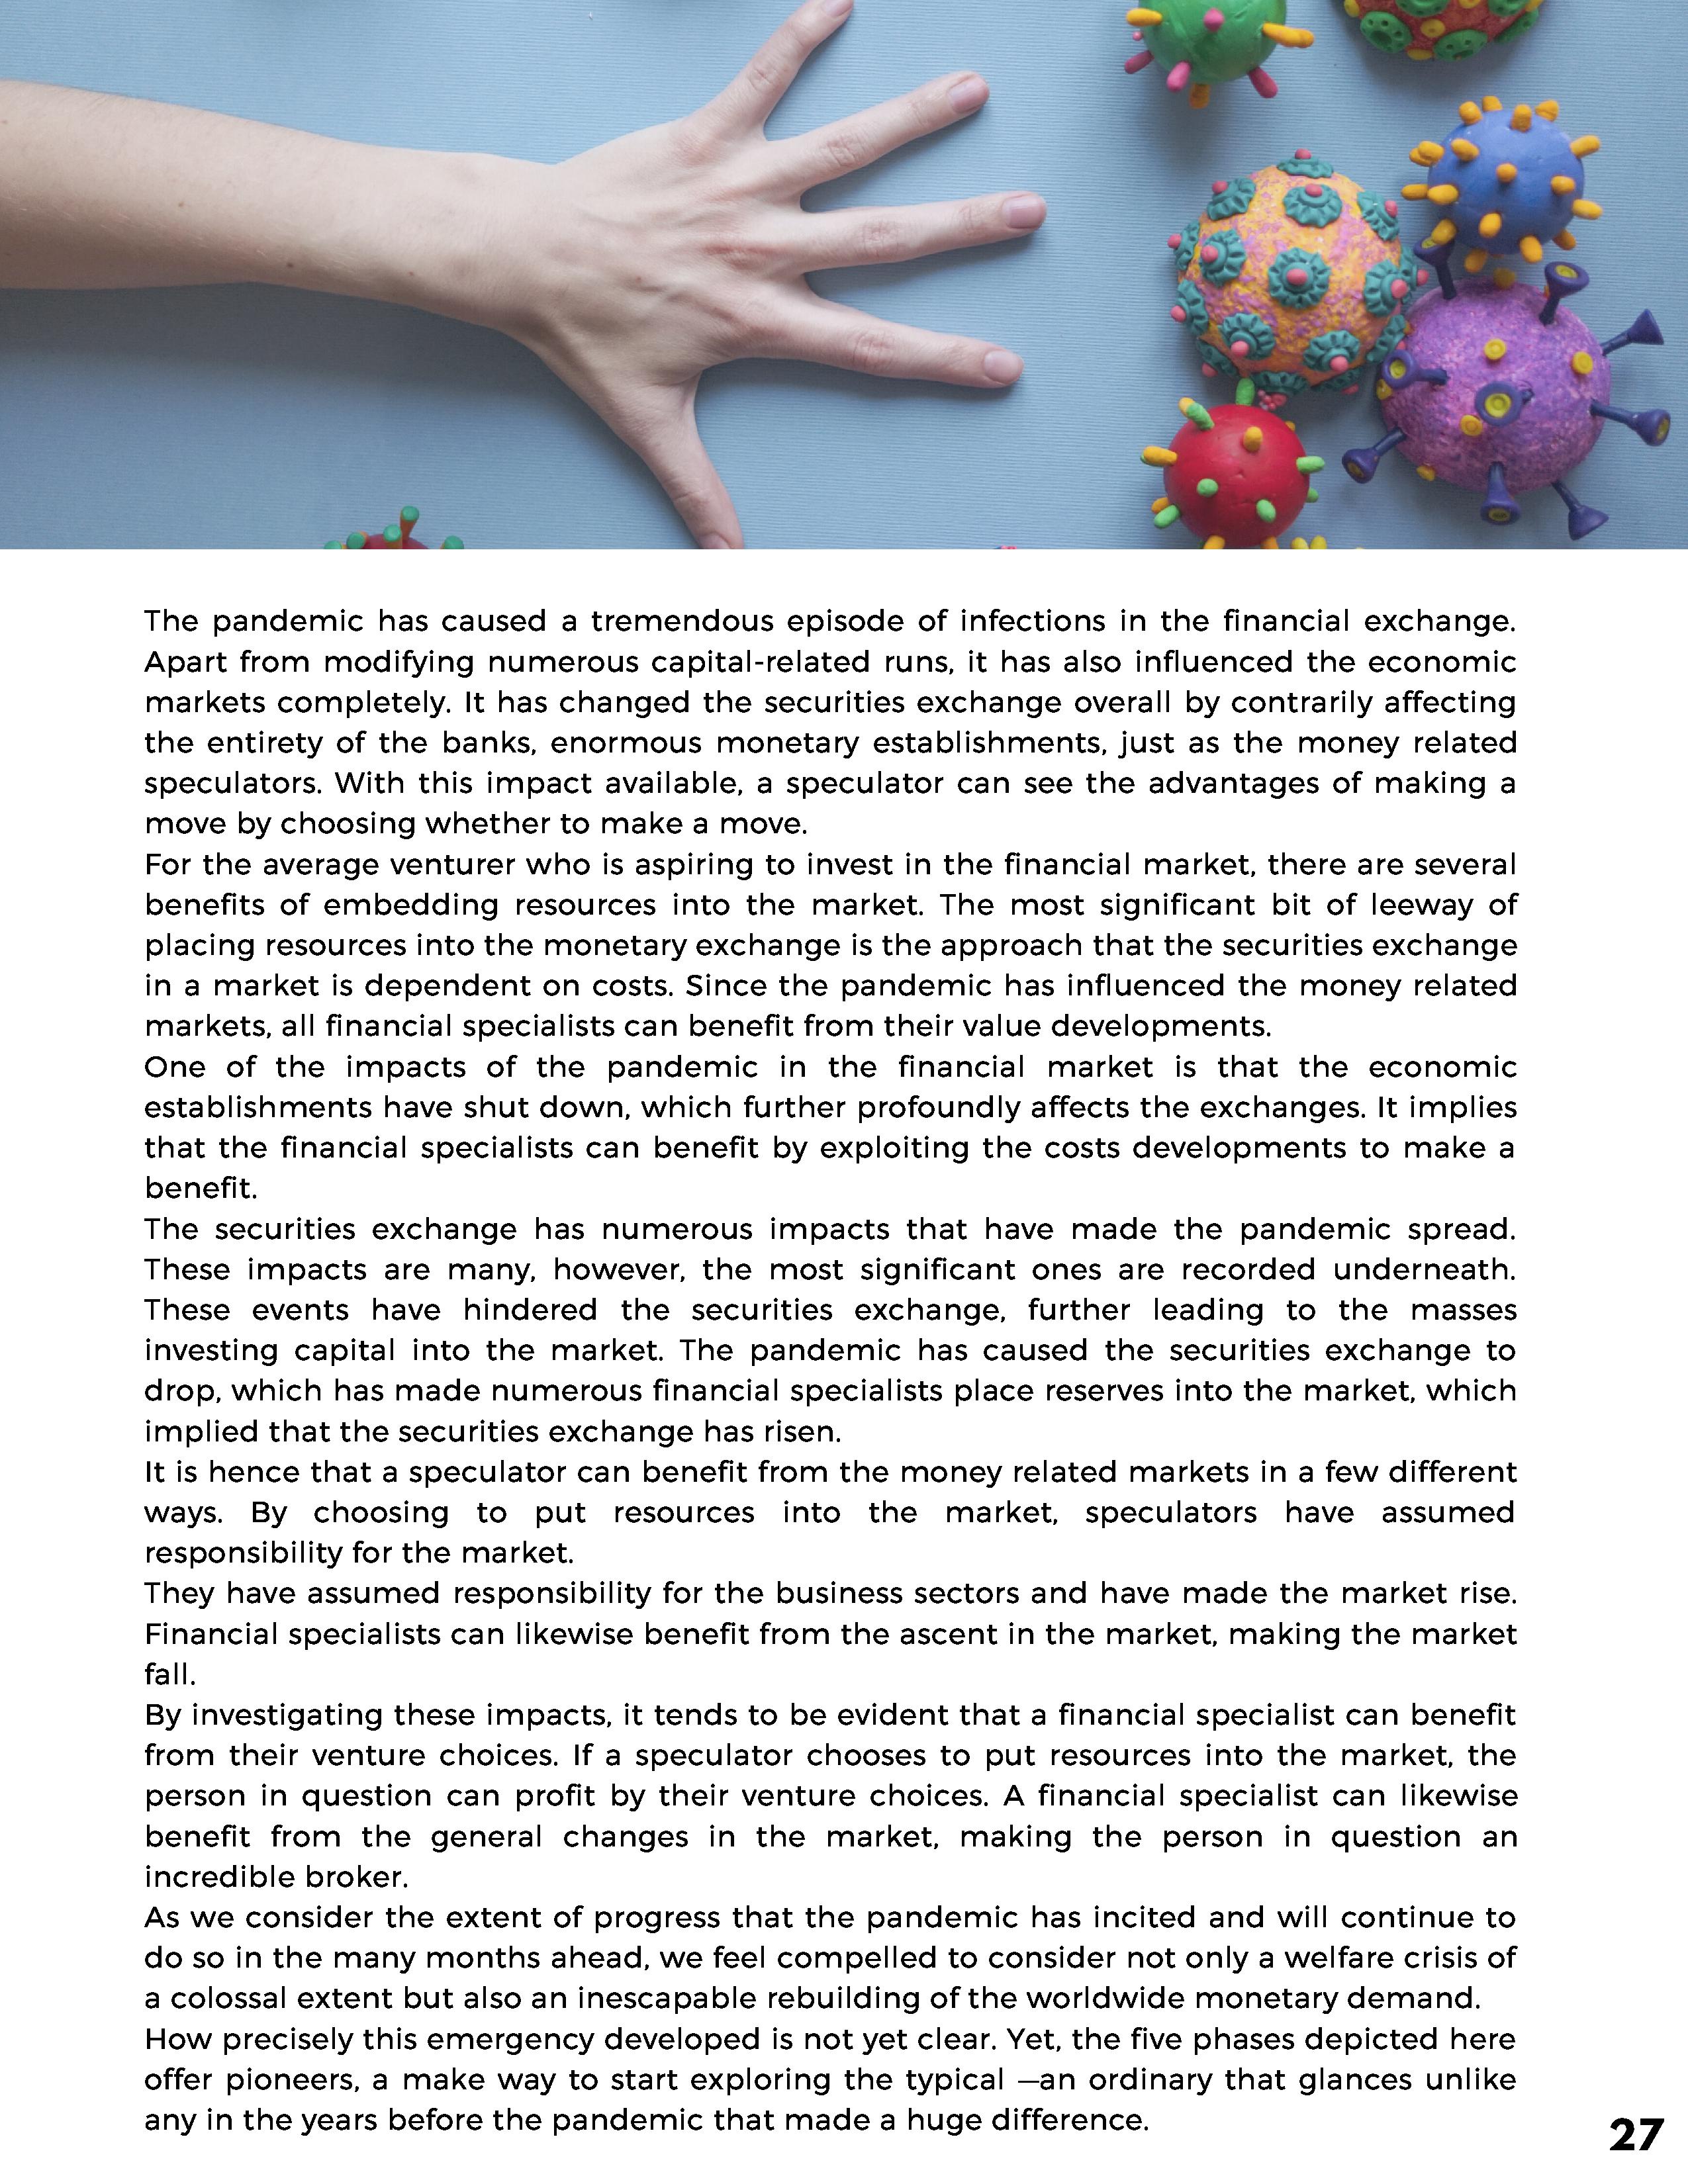 The pandemic has caused a tremendous episode of infections in the financial exchange.
Apart from modifying numerous capital-related runs, it has also influenced the economic
markets completely. It has changed the securities exchange overall by contrarily affecting
the entirety of the banks, enormous monetary establishments, just as the money related
speculators. With this impact available, a speculator can see the advantages of making a
move by choosing whether to make a move.
For the average venturer who is aspiring to invest in the financial market, there are several
benefits of embedding resources into the market. The most significant bit of leeway of
placing resources into the monetary exchange is the approach that the securities exchange
in a market is dependent on costs. Since the pandemic has influenced the money related
markets, all financial specialists can benefit from their value developments.
One of the impacts of the pandemic in the financial market is that the economic
establishments have shut down, which further profoundly affects the exchanges. It implies
that the financial specialists can benefit by exploiting the costs developments to make a
benefit.
The securities exchange has numerous impacts that have made the pandemic spread.
These impacts are many, however, the most significant ones are recorded underneath.
These events have hindered the securities exchange, further leading to the masses
investing capital into the market. The pandemic has caused the securities exchange to
drop, which has made numerous financial specialists place reserves into the market, which
implied that the securities exchange has risen.
It is hence that a speculator can benefit from the money related markets in a few different
ways. By choosing to put resources into the market, speculators have assumed
responsibility for the market.
They have assumed responsibility for the business sectors and have made the market rise.
Financial specialists can likewise benefit from the ascent in the market, making the market
fall.
By investigating these impacts, it tends to be evident that a financial specialist can benefit
from their venture choices. If a speculator chooses to put resources into the market, the
person in question can profit by their venture choices. A financial specialist can likewise
benefit from the general changes in the market, making the person in question an
incredible broker.
As we consider the extent of progress that the pandemic has incited and will continue to
do so in the many months ahead, we feel compelled to consider not only a welfare crisis of
a colossal extent but also an inescapable rebuilding of the worldwide monetary demand.
How precisely this emergency developed is not yet clear. Yet, the five phases depicted here
offer pioneers, a make way to start exploring the typical —an ordinary that glances unlike
any in the years before the pandemic that made a huge difference.
27